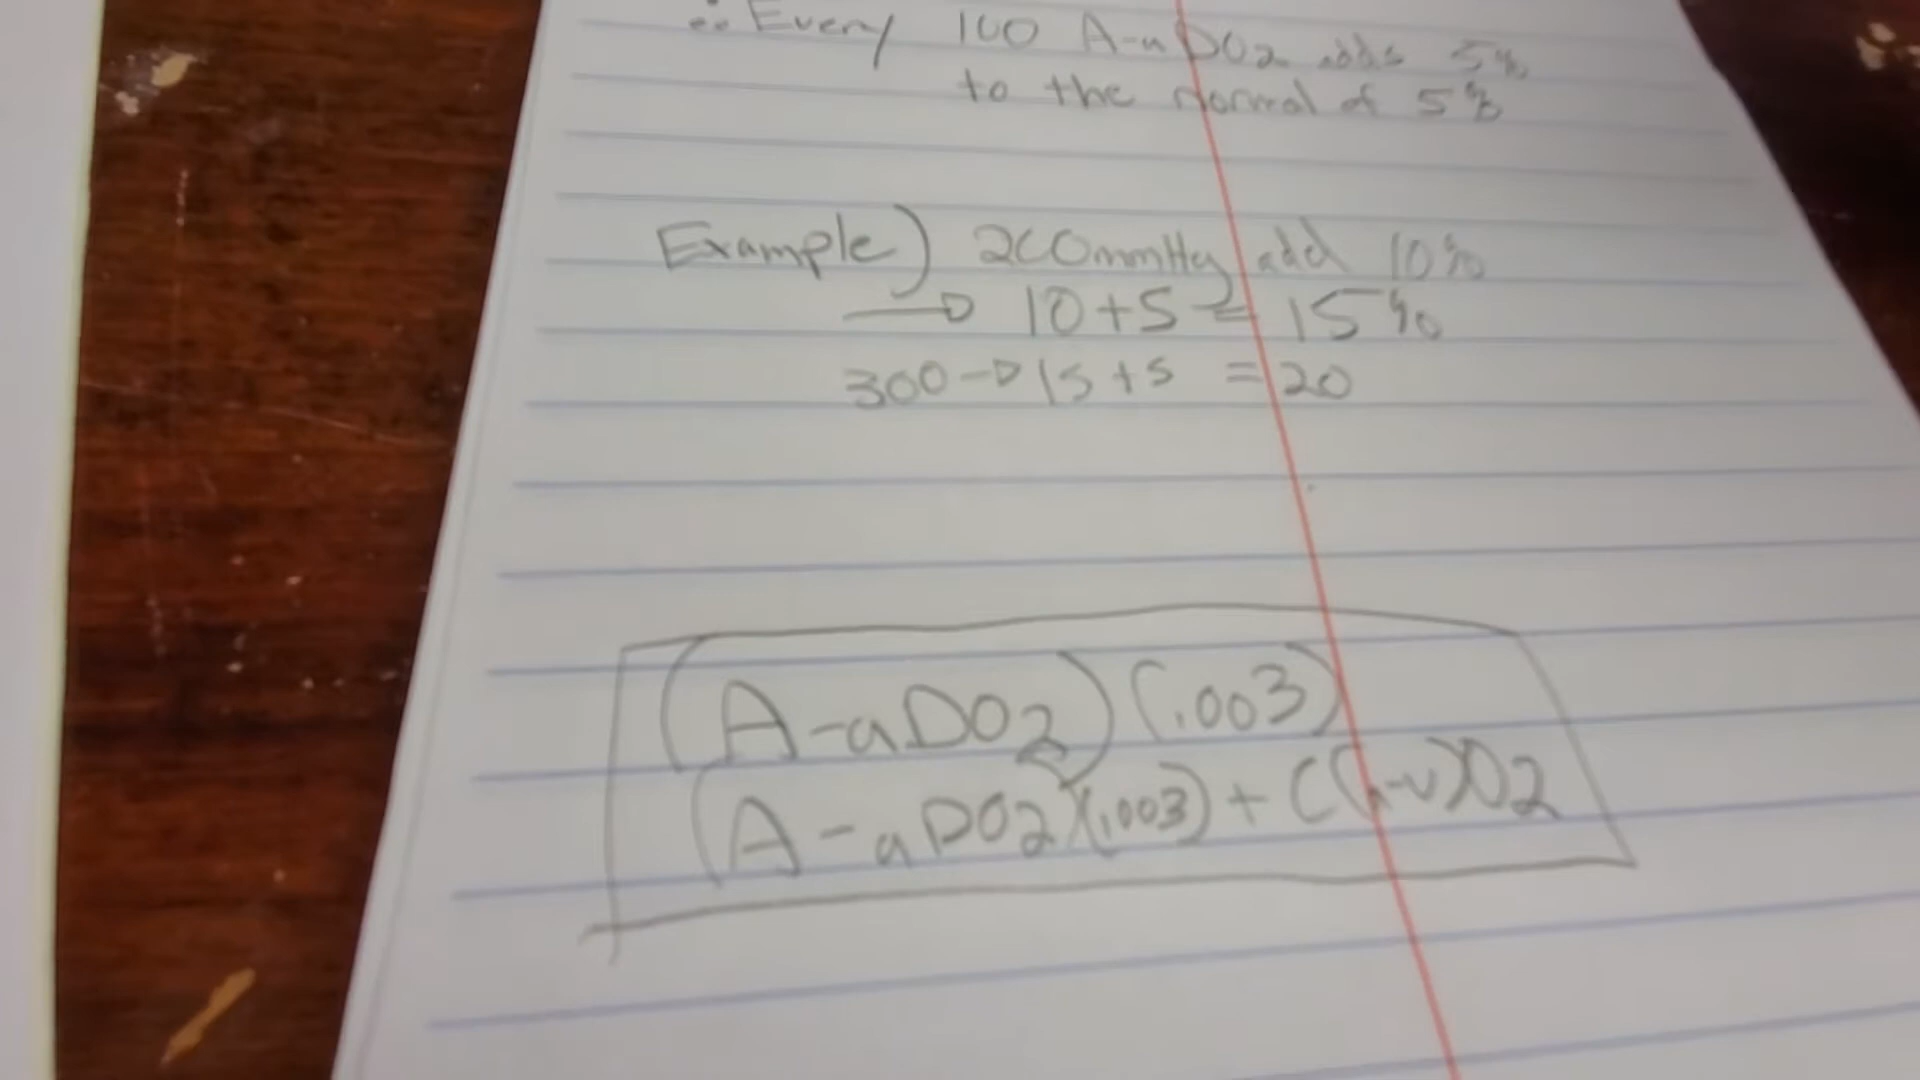 ∴ Every 100 A-a DO2 adds 5%
to the normal of 5%
Example) 200mmHg add 10%
→ 10+5 = 15%
300 → 15+5 = 20
(A-aDO2)(.003)
(A-aDO2)(.003) + C(a-v)O2